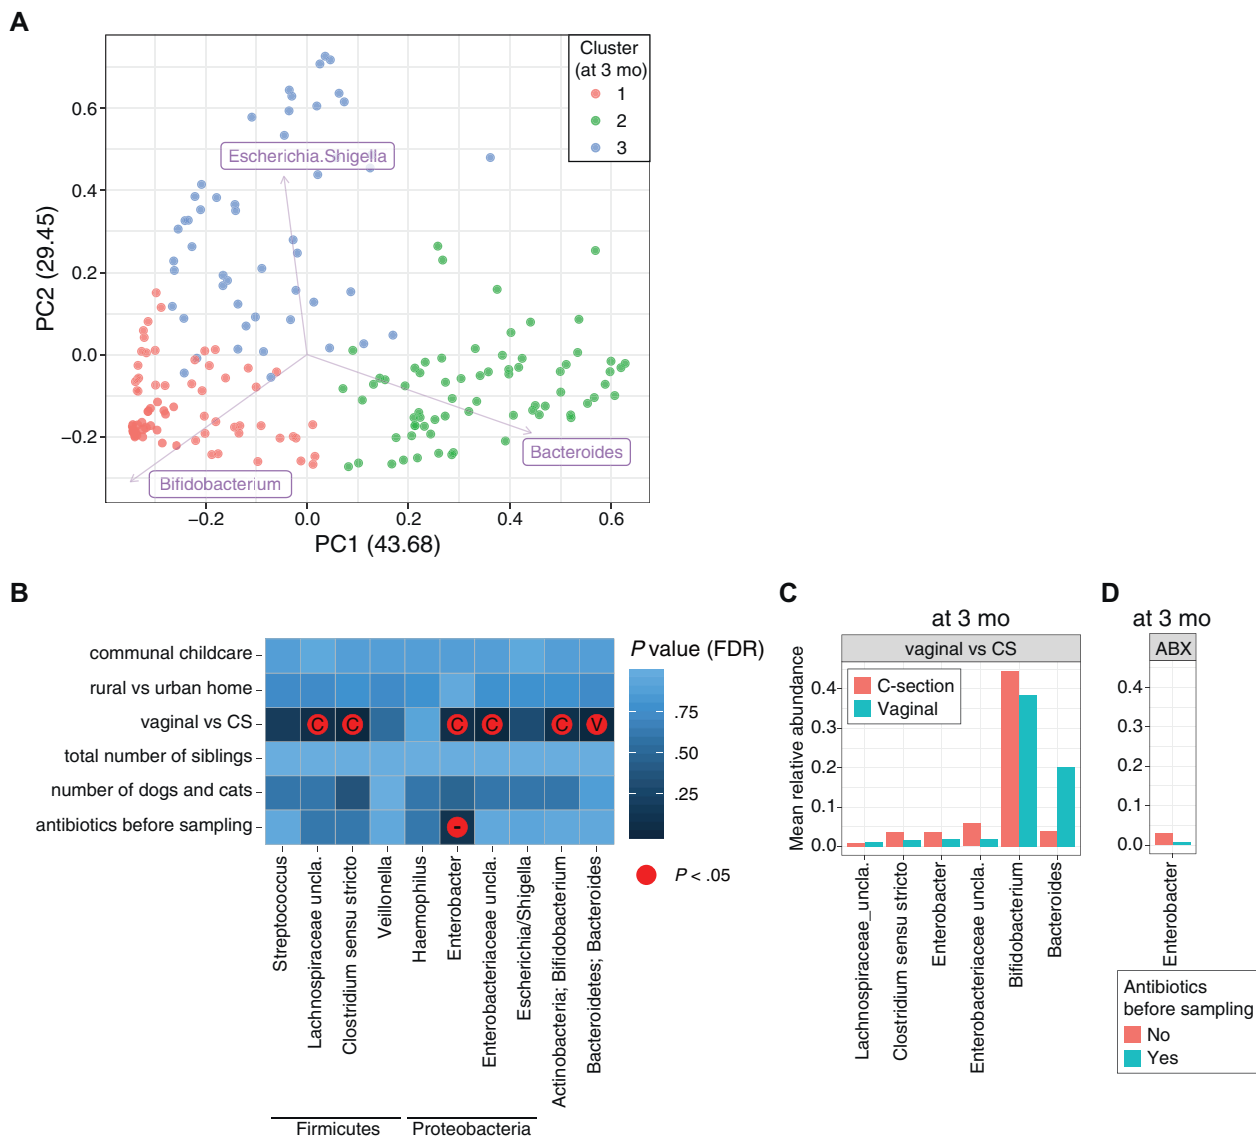 A
Cluster
(at 3 mo)
1
2
3
Escherichia.Shigella
Bacteroides
Bifidobacterium
PC2 (29.45)
0.6
0.4
0.2
0.0
−0.2
−0.2
0.0
0.2
0.4
0.6
PC1 (43.68)
B
communal childcare
rural vs urban home
vaginal vs CS
total number of siblings
number of dogs and cats
antibiotics before sampling
C
C
C
C
C
V
-
P value (FDR)
.75
.50
.25
P < .05
Streptococcus
Lachnospiraceae uncla.
Clostridium sensu stricto
Veillonella
Haemophilus
Enterobacter
Enterobacteriaceae uncla.
Escherichia/Shigella
Actinobacteria; Bifidobacterium
Bacteroidetes; Bacteroides
Firmicutes
Proteobacteria
C
at 3 mo
vaginal vs CS
C-section
Vaginal
Mean relative abundance
0.4
0.3
0.2
0.1
0.0
Lachnospiraceae_uncla.
Clostridium sensu stricto
Enterobacter
Enterobacteriaceae uncla.
Bifidobacterium
Bacteroides
D
at 3 mo
ABX
0.4
0.3
0.2
0.1
0.0
Enterobacter
Antibiotics
before sampling
No
Yes